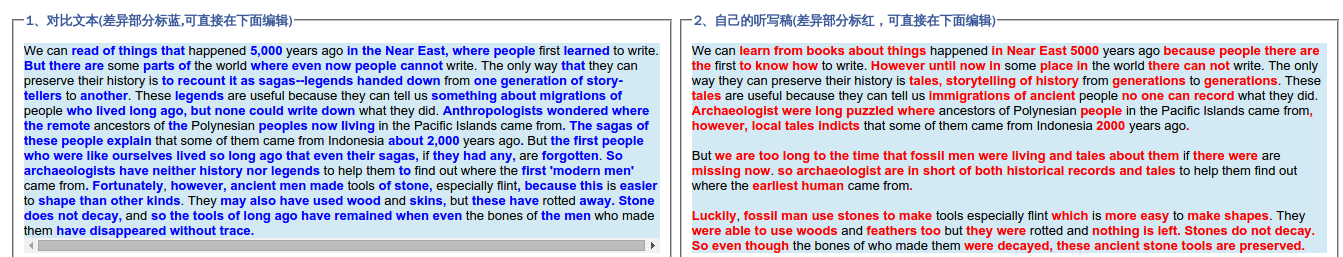 1、对比文本(差异部分标蓝,可直接在下面编辑)
We can read of things that happened 5,000 years ago in the Near East, where people first learned to write.
But there are some parts of the world where even now people cannot write. The only way that they can
preserve their history is to recount it as sagas--legends handed down from one generation of story-
tellers to another. These legends are useful because they can tell us something about migrations of
people who lived long ago, but none could write down what they did. Anthropologists wondered where
the remote ancestors of the Polynesian peoples now living in the Pacific Islands came from. The sagas of
these people explain that some of them came from Indonesia about 2,000 years ago. But the first people
who were like ourselves lived so long ago that even their sagas, if they had any, are forgotten. So
archaeologists have neither history nor legends to help them to find out where the first 'modern men'
came from. Fortunately, however, ancient men made tools of stone, especially flint, because this is easier
to shape than other kinds. They may also have used wood and skins, but these have rotted away. Stone
does not decay, and so the tools of long ago have remained when even the bones of the men who made
them have disappeared without trace.
2、自己的听写稿(差异部分标红，可直接在下面编辑)
We can learn from books about things happened in Near East 5000 years ago because people there are
the first to know how to write. However until now in some place in the world there can not write. The only
way they can preserve their history is tales, storytelling of history from generations to generations. These
tales are useful because they can tell us immigrations of ancient people no one can record what they did.
Archaeologist were long puzzled where ancestors of Polynesian people in the Pacific Islands came from,
however, local tales indicts that some of them came from Indonesia 2000 years ago.
But we are too long to the time that fossil men were living and tales about them if there were are
missing now. so archaeologist are in short of both historical records and tales to help them find out
where the earliest human came from.
Luckily, fossil man use stones to make tools especially flint which is more easy to make shapes. They
were able to use woods and feathers too but they were rotted and nothing is left. Stones do not decay.
So even though the bones of who made them were decayed, these ancient stone tools are preserved.